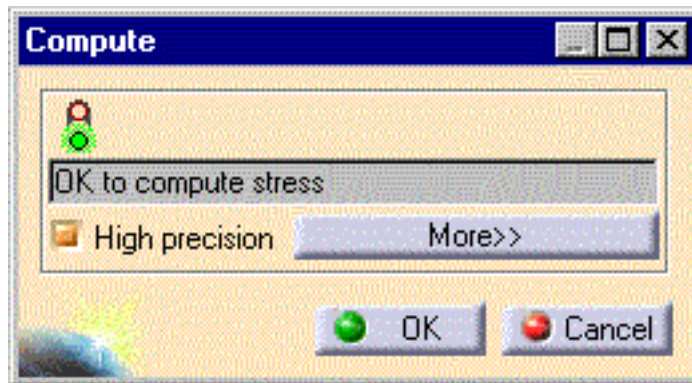 Compute
OK to compute stress
High precision More>>
OK Cancel